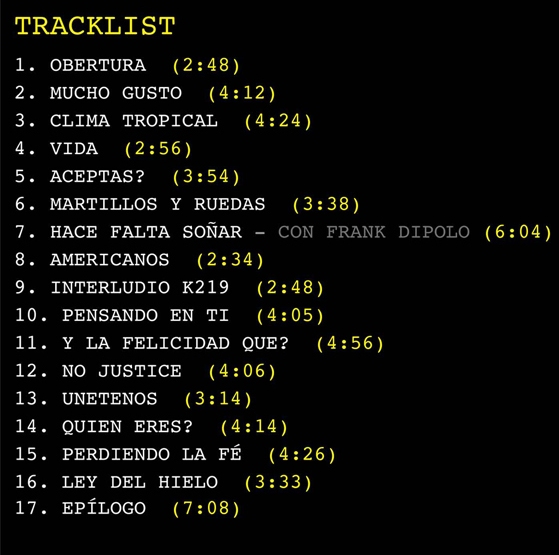 TRACKLIST
1. OBERTURA (2:48)
2. MUCHO GUSTO (4:12)
3. CLIMA TROPICAL (4:24)
4. VIDA (2:56)
5. ACEPTAS? (3:54)
6. MARTILLOS Y RUEDAS (3:38)
7. HACE FALTA SOÑAR – CON FRANK DIPOLO (6:04)
8. AMERICANOS (2:34)
9. INTERLUDIO K219 (2:48)
10. PENSANDO EN TI (4:05)
11. Y LA FELICIDAD QUE? (4:56)
12. NO JUSTICE (4:06)
13. UNETENOS (3:14)
14. QUIEN ERES? (4:14)
15. PERDIENDO LA FÉ (4:26)
16. LEY DEL HIELO (3:33)
17. EPÍLOGO (7:08)